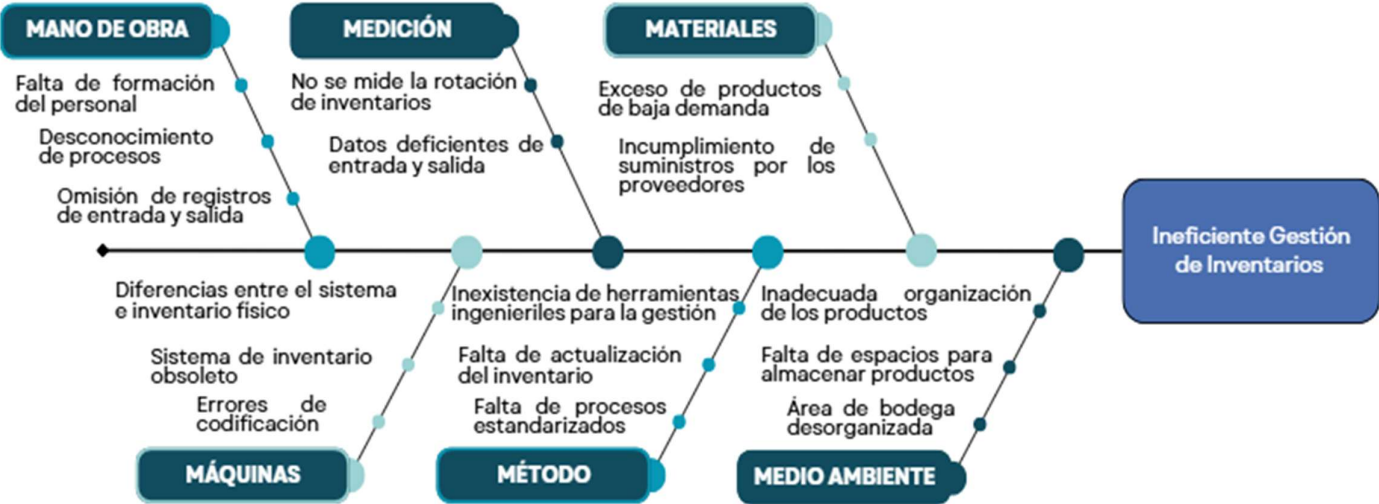 MANO DE OBRA
Falta de formación
del personal
Desconocimiento
de procesos
Omisión de registros
de entrada y salida
MEDICIÓN
No se mide la rotación
de inventarios
Datos deficientes de
entrada y salida
MATERIALES
Exceso de productos
de baja demanda
Incumplimiento de
suministros por los
proveedores
Ineficiente Gestión
de Inventarios
Diferencias entre el sistema
e inventario físico
Sistema de inventario
obsoleto
Errores de
codificación
MÁQUINAS
Inexistencia de herramientas
ingenieriles para la gestión
Falta de actualización
del inventario
Falta de procesos
estandarizados
MÉTODO
Inadecuada organización
de los productos
Falta de espacios para
almacenar productos
Área de bodega
desorganizada
MEDIO AMBIENTE